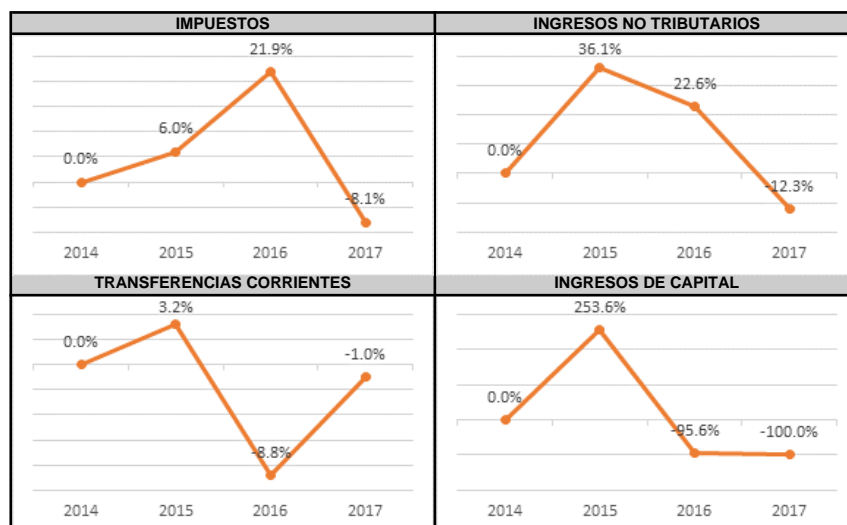 IMPUESTOS
21.9%
6.0%
0.0%
-8.1%
2014 2015 2016 2017
INGRESOS NO TRIBUTARIOS
36.1%
22.6%
0.0%
-12.3%
2014 2015 2016 2017
TRANSFERENCIAS CORRIENTES
3.2%
0.0%
-1.0%
-8.8%
2014 2015 2016 2017
INGRESOS DE CAPITAL
253.6%
0.0%
-95.6% -100.0%
2014 2015 2016 2017